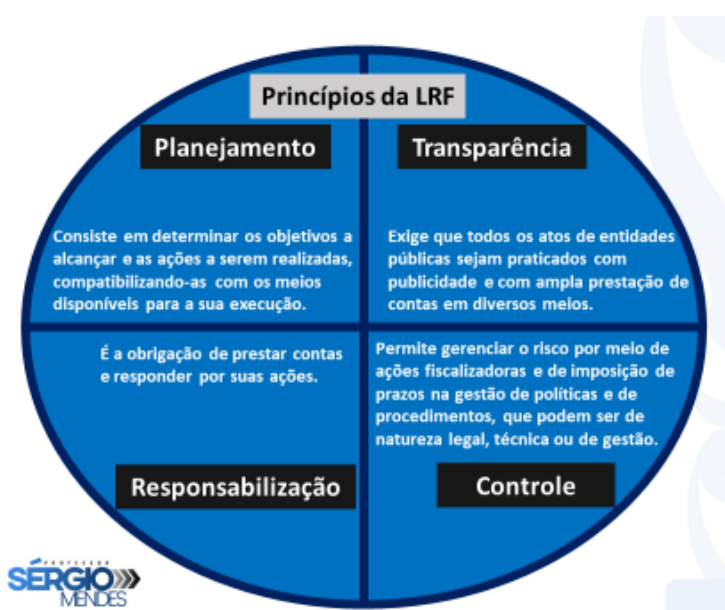 Princípios da LRF
Planejamento
Consiste em determinar os objetivos a
alcançar e as ações a serem realizadas,
compatibilizando-as com os meios
disponíveis para a sua execução.
Transparência
Exige que todos os atos de entidades
públicas sejam praticados com
publicidade e com ampla prestação de
contas em diversos meios.
É a obrigação de prestar contas
e responder por suas ações.
Responsabilização
Permite gerenciar o risco por meio de
ações fiscalizadoras e de imposição de
prazos na gestão de políticas e de
procedimentos, que podem ser de
natureza legal, técnica ou de gestão.
Controle
PROFESSOR
SÉRGIO
MENDES